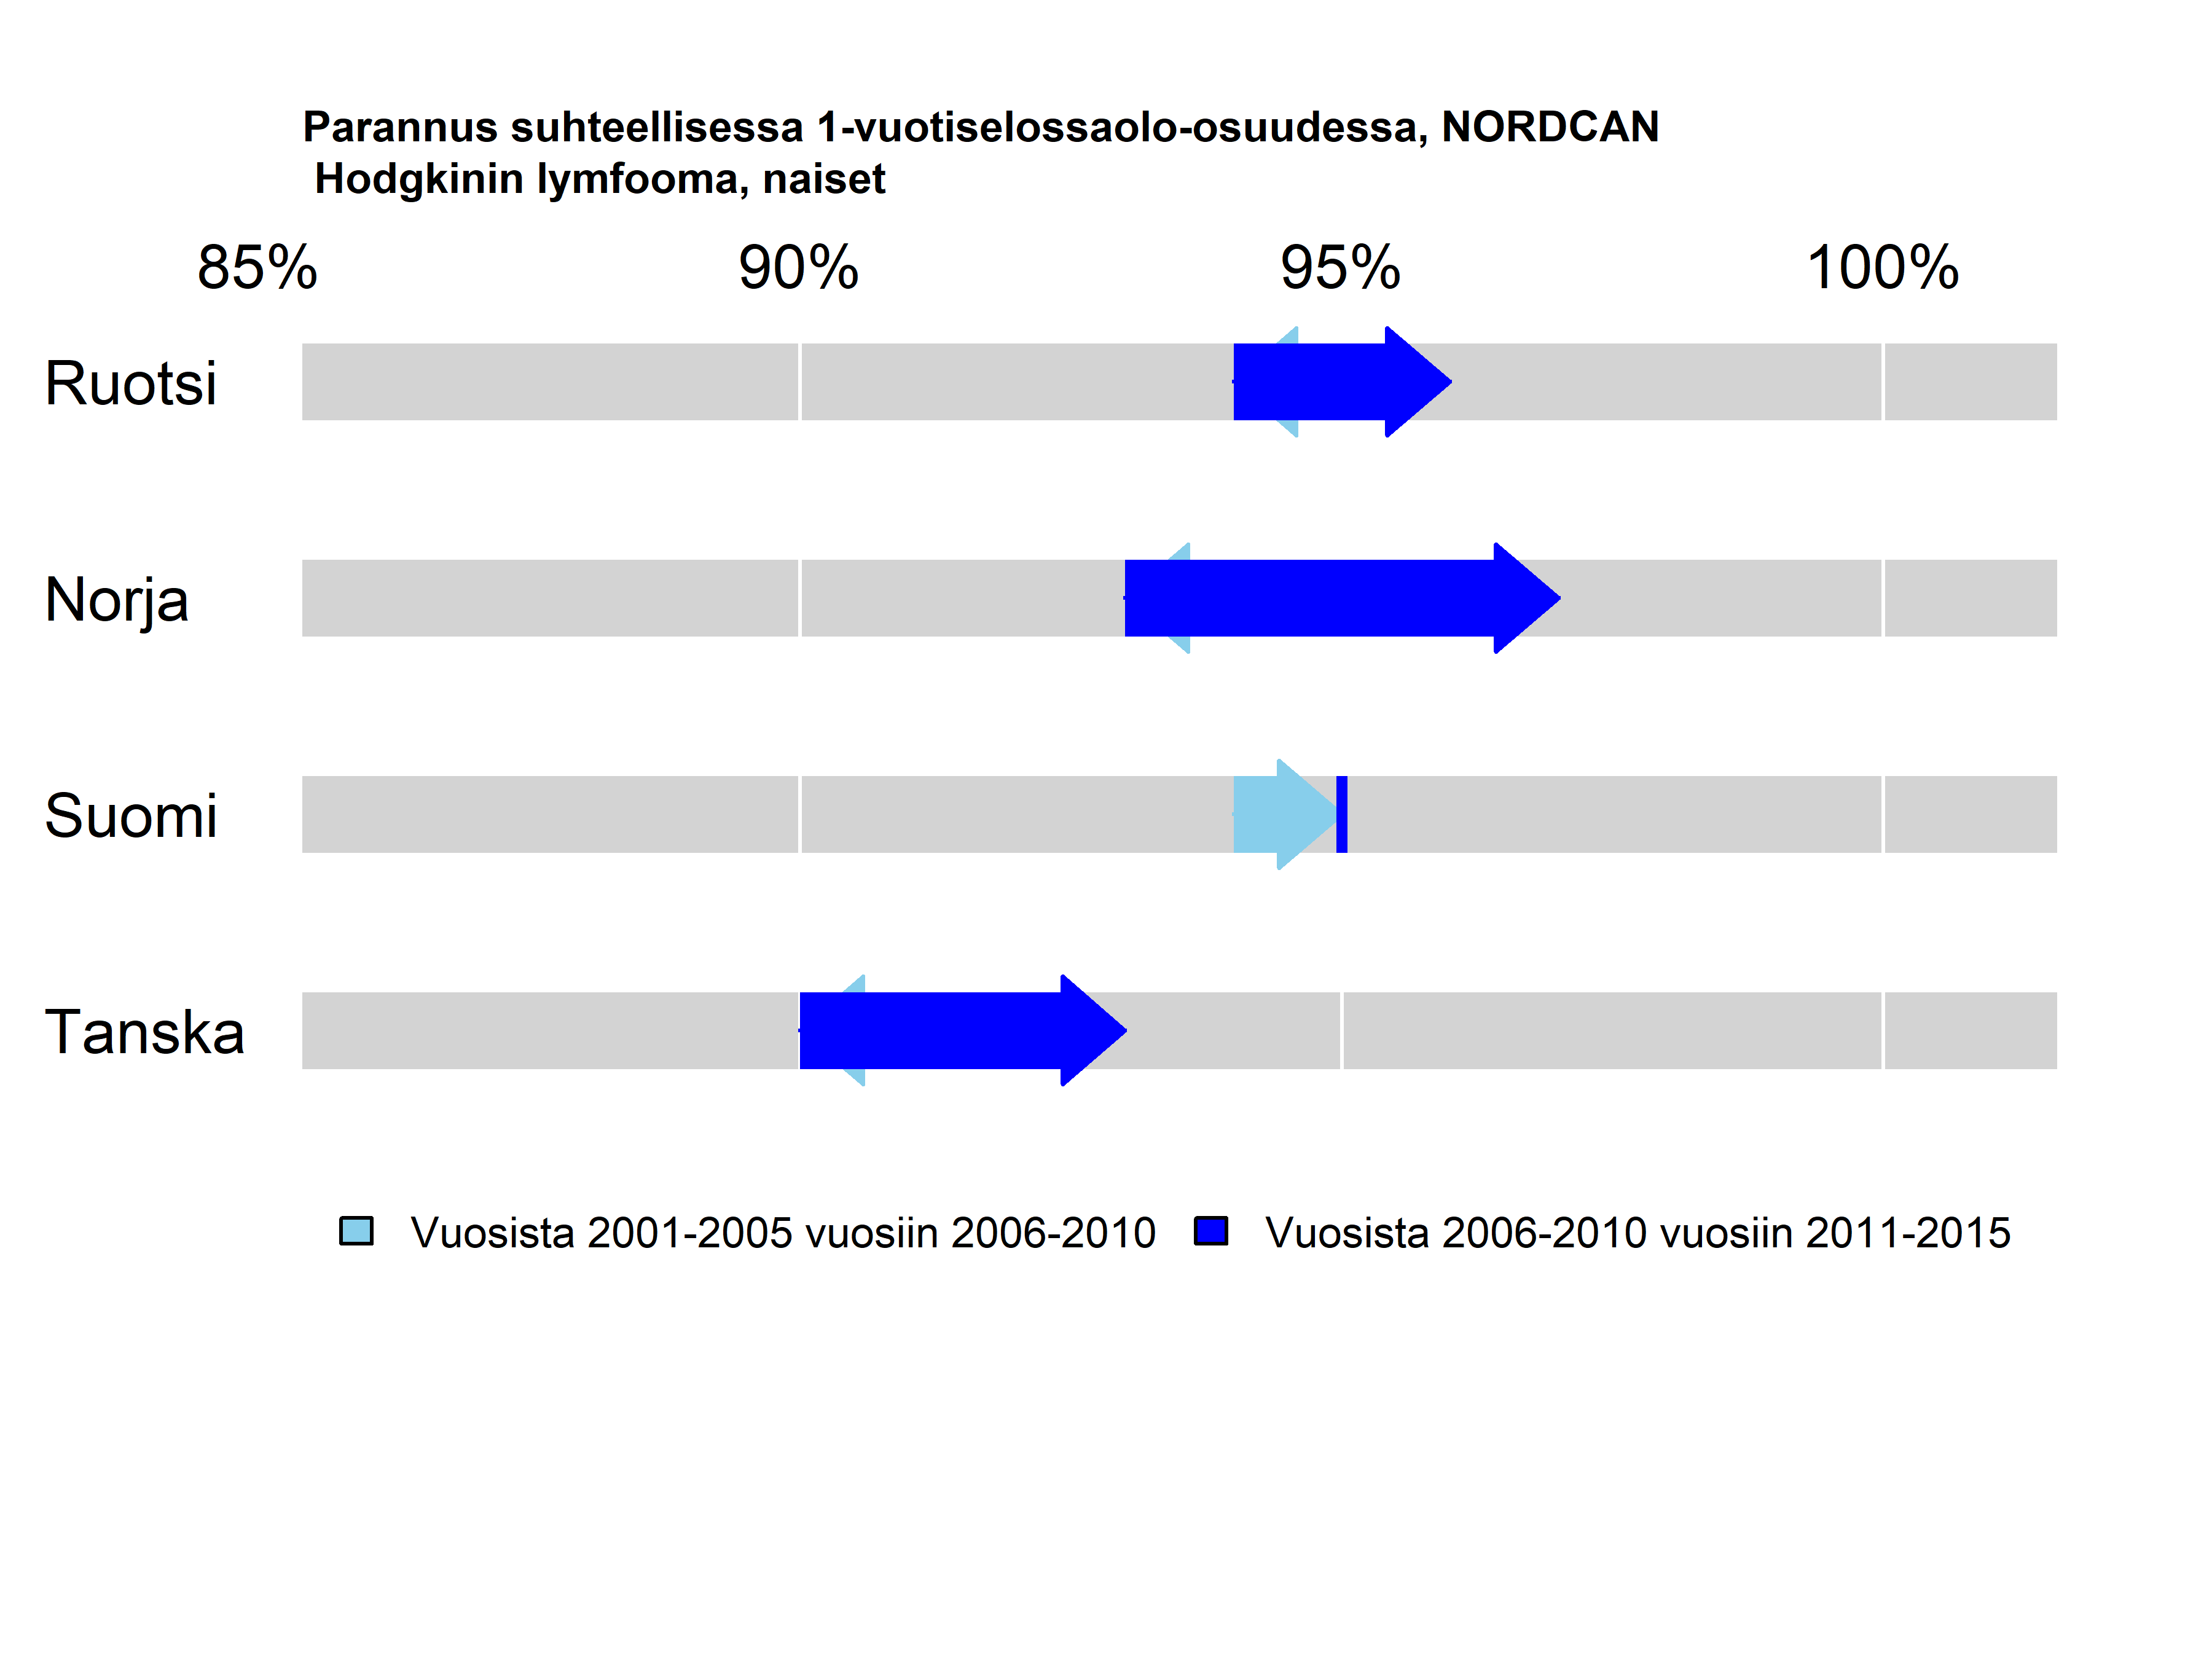 Parannus suhteellisessa 1-vuotiselossaolo-osuudessa, NORDCAN
Hodgkinin lymfooma, naiset
85% 90% 95% 100%
Ruotsi
Norja
Suomi
Tanska
Vuosista 2001-2005 vuosiin 2006-2010 Vuosista 2006-2010 vuosiin 2011-2015